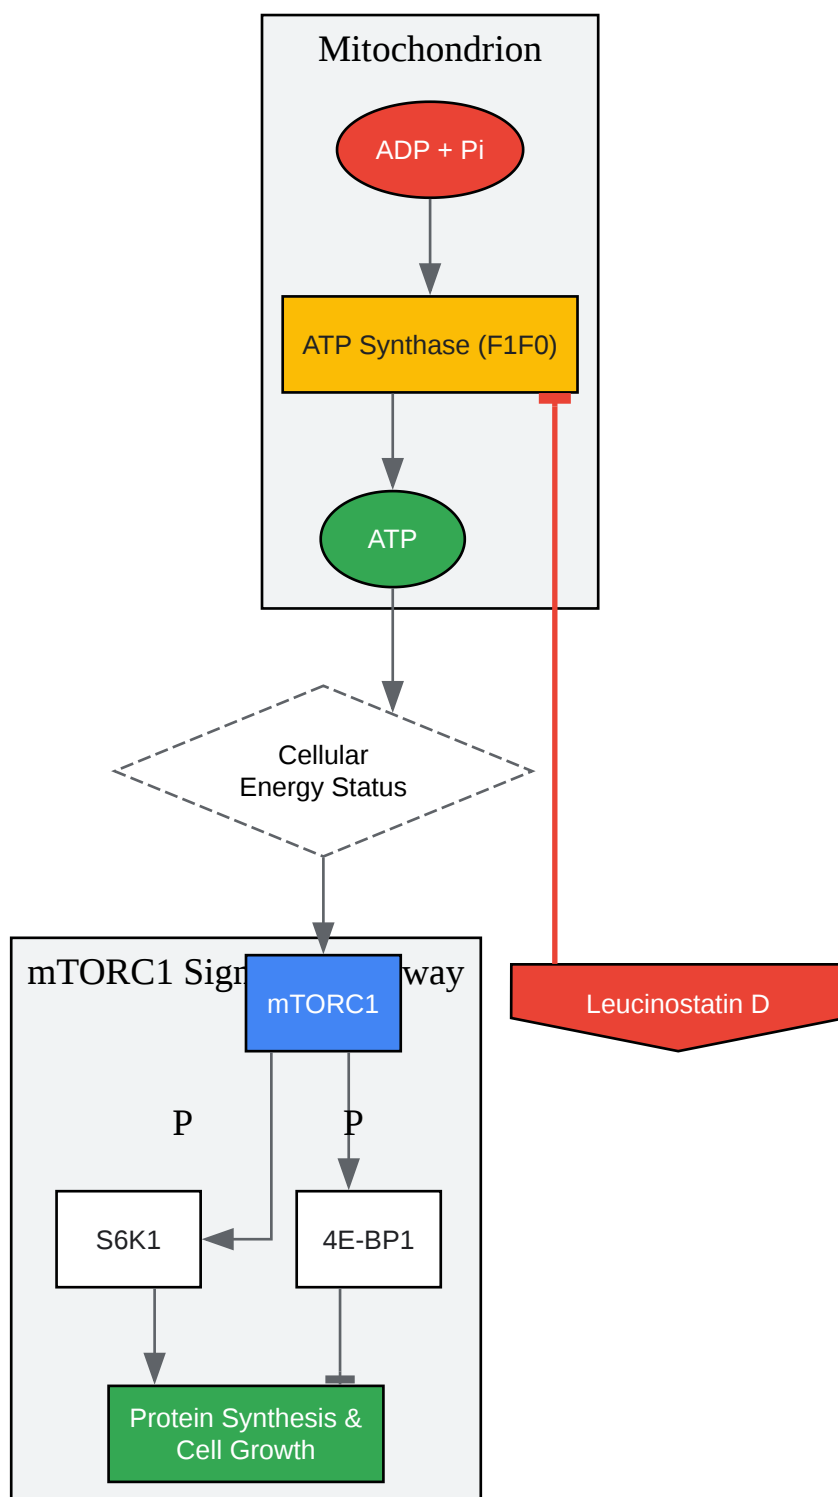 Mitochondrion
ADP + Pi
ATP Synthase (F1F0)
ATP
Cellular
Energy Status
mTORC1 Sign way
mTORC1
Leucinostatin D
P P
S6K1
4E-BP1
Protein Synthesis &
Cell Growth